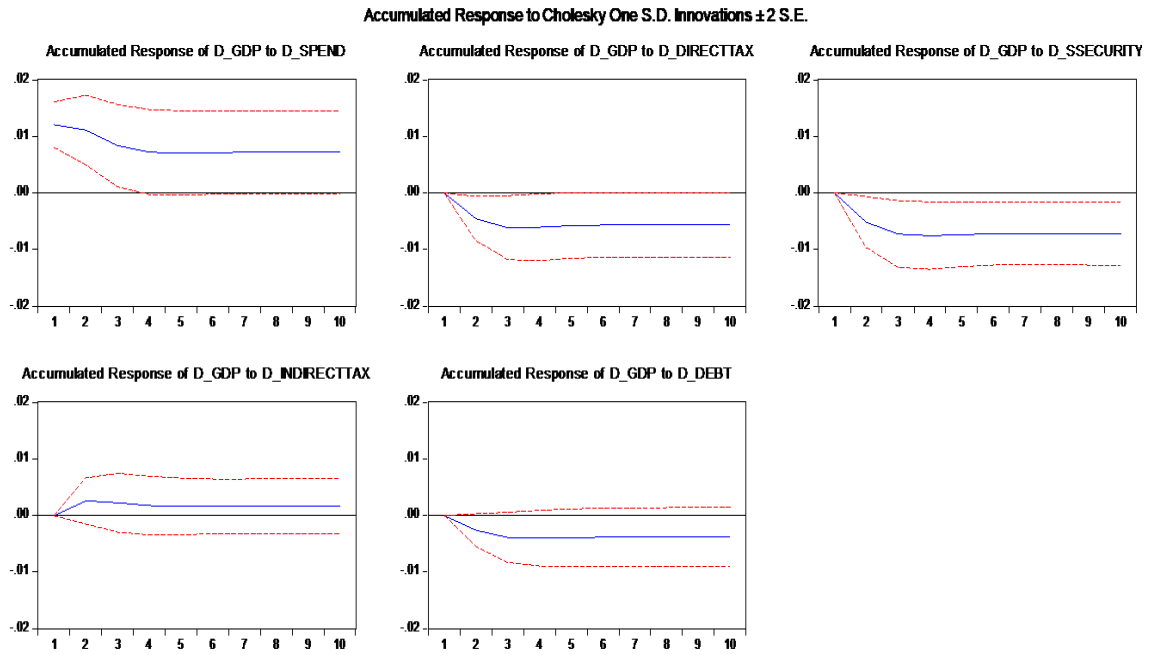 Accumulated Response to Cholesky One S.D. Innovations ± 2 S.E.
Accumulated Response of D_GDP to D_SPEND
.02
.01
.00
-.01
-.02
1 2 3 4 5 6 7 8 9 10
Accumulated Response of D_GDP to D_DIRECTTAX
.02
.01
.00
-.01
-.02
1 2 3 4 5 6 7 8 9 10
Accumulated Response of D_GDP to D_SSECURITY
.02
.01
.00
-.01
-.02
1 2 3 4 5 6 7 8 9 10
Accumulated Response of D_GDP to D_INDIRECTTAX
.02
.01
.00
-.01
-.02
1 2 3 4 5 6 7 8 9 10
Accumulated Response of D_GDP to D_DEBT
.02
.01
.00
-.01
-.02
1 2 3 4 5 6 7 8 9 10